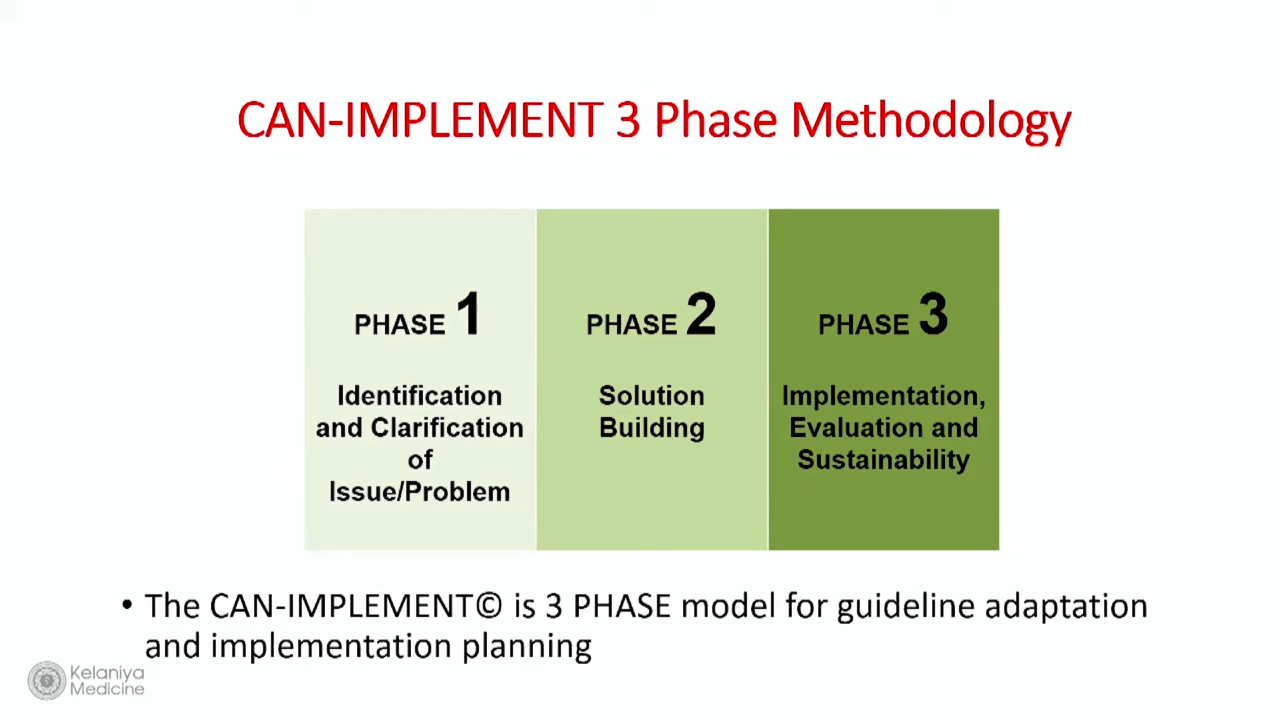 CAN-IMPLEMENT 3 Phase Methodology
PHASE 1
Identification
and Clarification
of
Issue/Problem
PHASE 2
Solution
Building
PHASE 3
Implementation,
Evaluation and
Sustainability
• The CAN-IMPLEMENT© is 3 PHASE model for guideline adaptation
and implementation planning
Kelaniya
Medicine